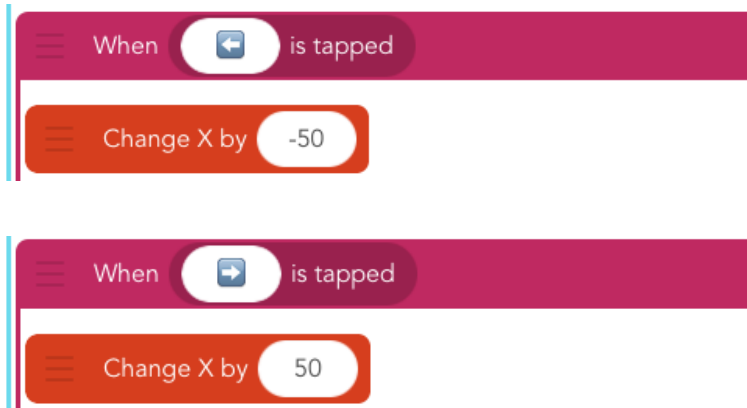 When ⬅️ is tapped
Change X by -50
When ➡️ is tapped
Change X by 50